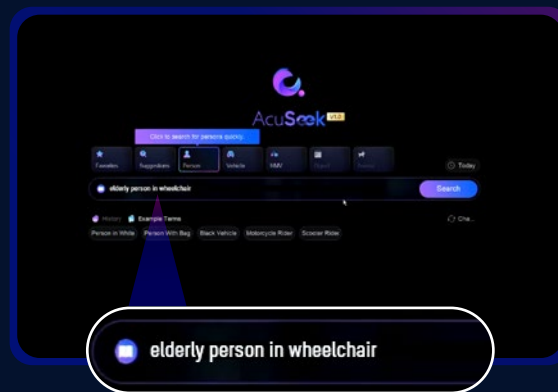 AcuSeek V1.0
Click to search for persons quickly.
Favorites Suggestions Person Vehicle NMV
Today
elderly person in wheelchair
Search
History Example Terms
Cha...
Person in White Person With Bag Black Vehicle Motorcycle Rider Scooter Rider
elderly person in wheelchair